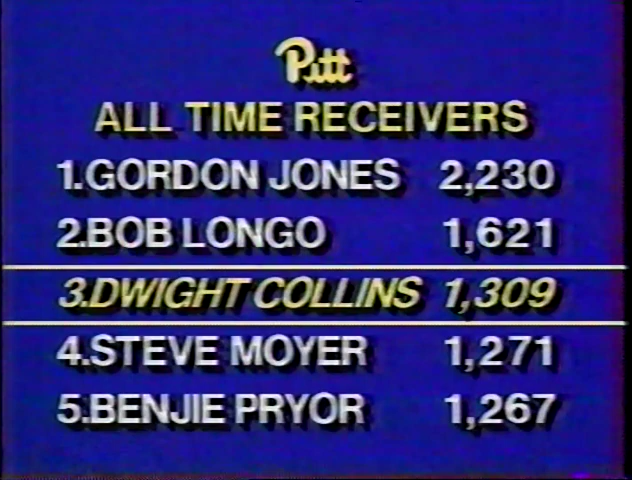 Pitt
ALL TIME RECEIVERS
1.GORDON JONES 2,230
2.BOB LONGO 1,621
3.DWIGHT COLLINS 1,309
4.STEVE MOYER 1,271
5.BENJIE PRYOR 1,267